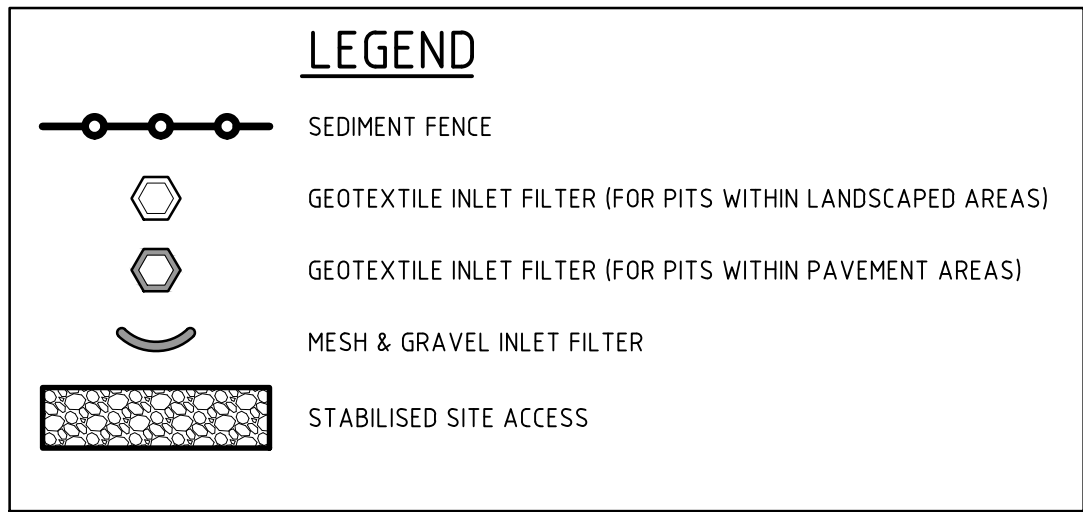 LEGEND
SEDIMENT FENCE
GEOTEXTILE INLET FILTER (FOR PITS WITHIN LANDSCAPED AREAS)
GEOTEXTILE INLET FILTER (FOR PITS WITHIN PAVEMENT AREAS)
MESH & GRAVEL INLET FILTER
STABILISED SITE ACCESS